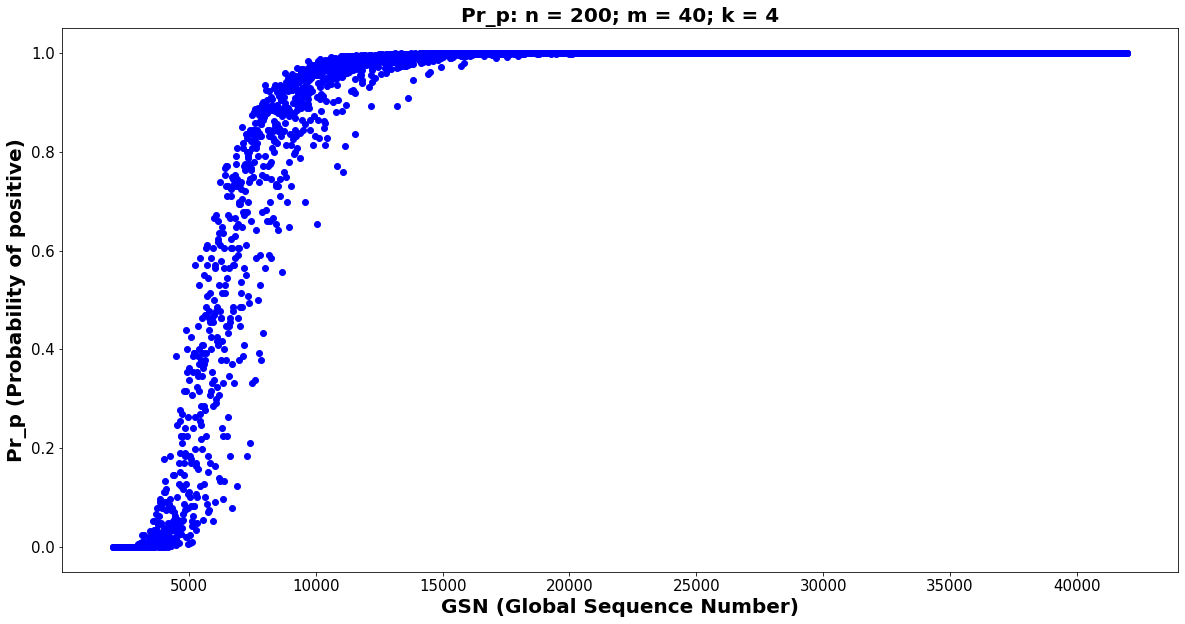 Pr_p: n = 200; m = 40; k = 4
Pr_p (Probability of positive)
1.0
0.8
0.6
0.4
0.2
0.0
5000 10000 15000 20000 25000 30000 35000 40000
GSN (Global Sequence Number)